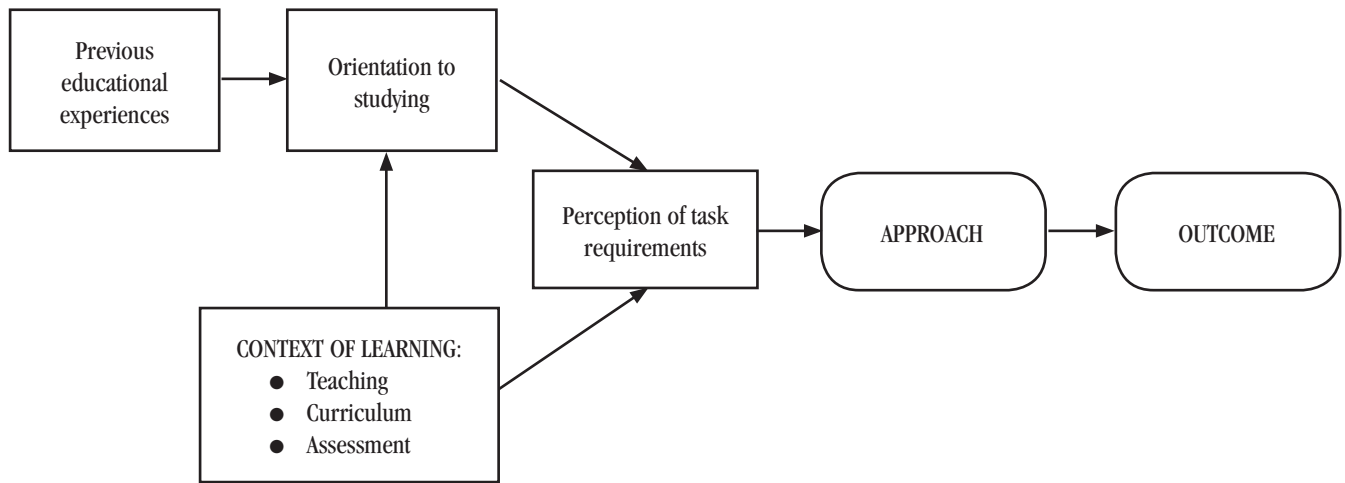 Previous
educational
experiences
Orientation to
studying
Perception of task
requirements
APPROACH
OUTCOME
CONTEXT OF LEARNING:
● Teaching
● Curriculum
● Assessment